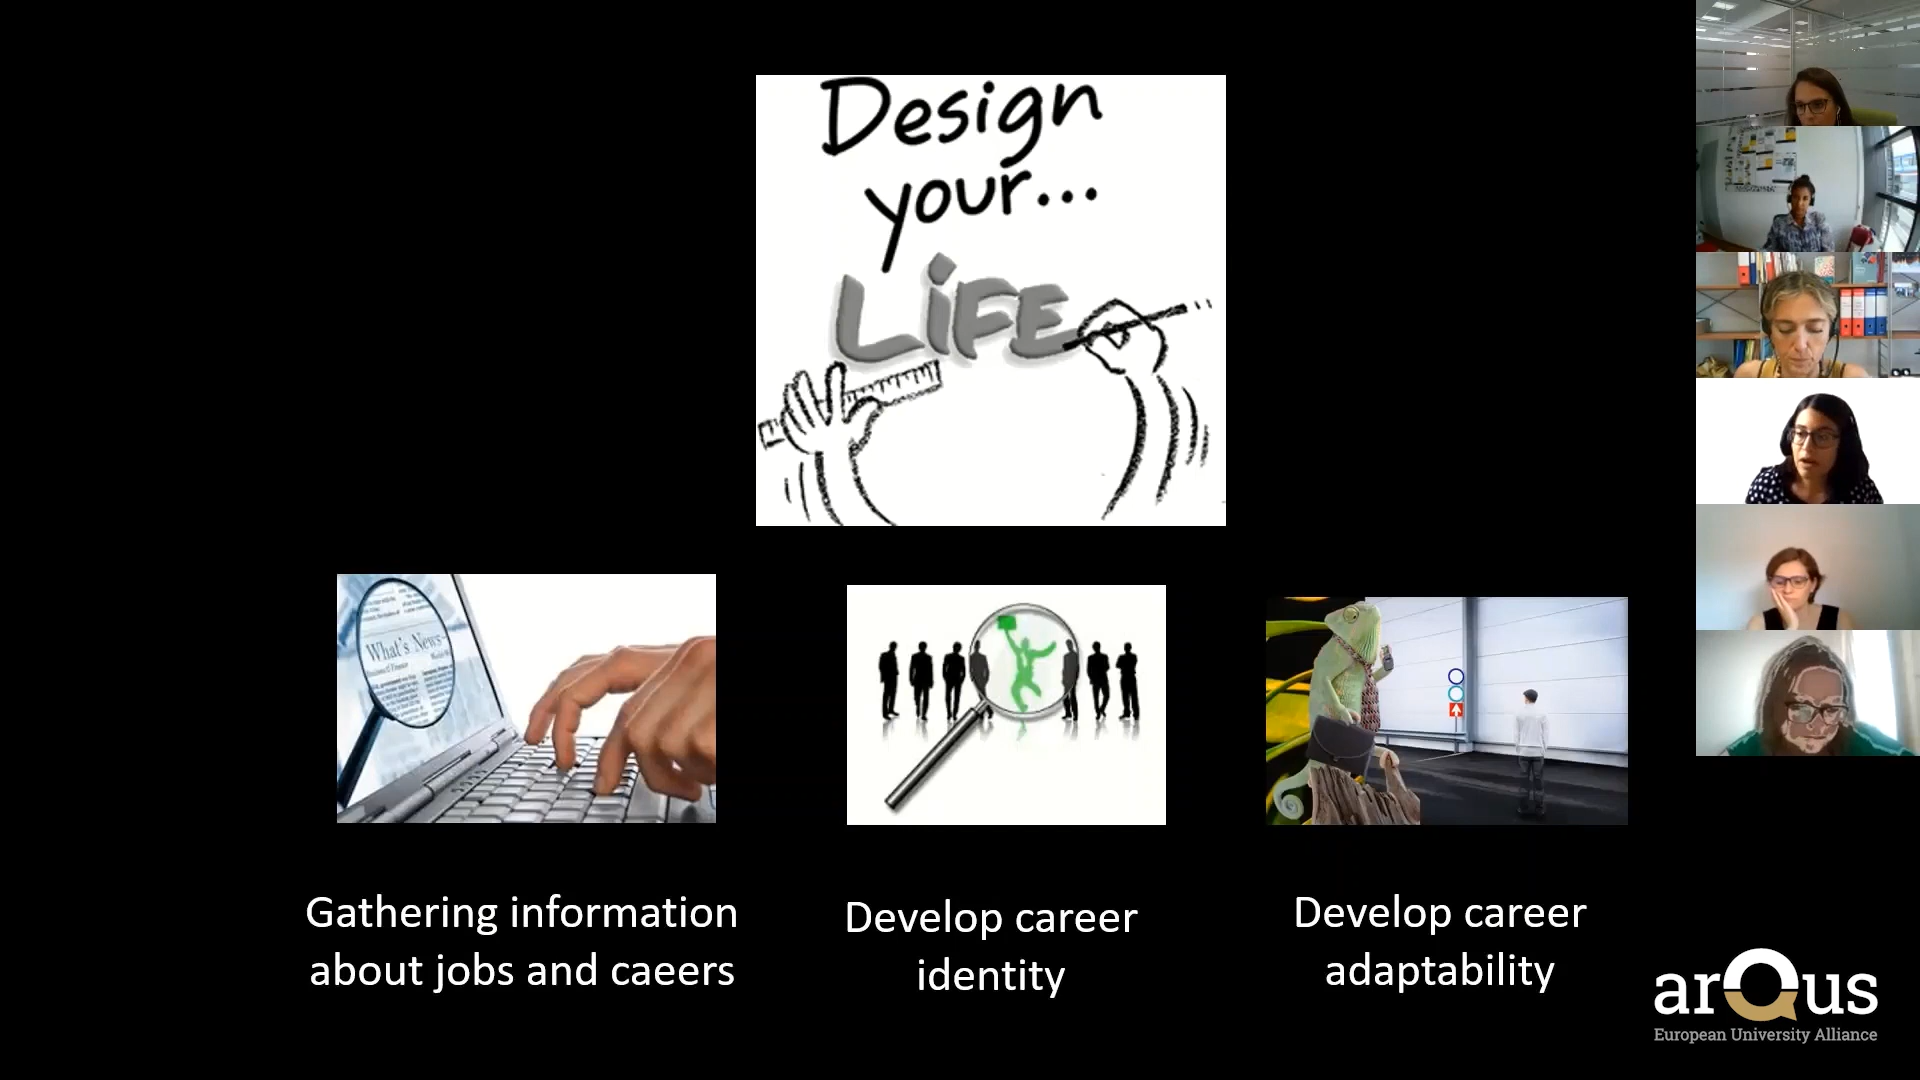 Design
your...
LiFE
What's News
Gathering information
about jobs and caeers
Develop career
identity
Develop career
adaptability
arQus
European University Alliance